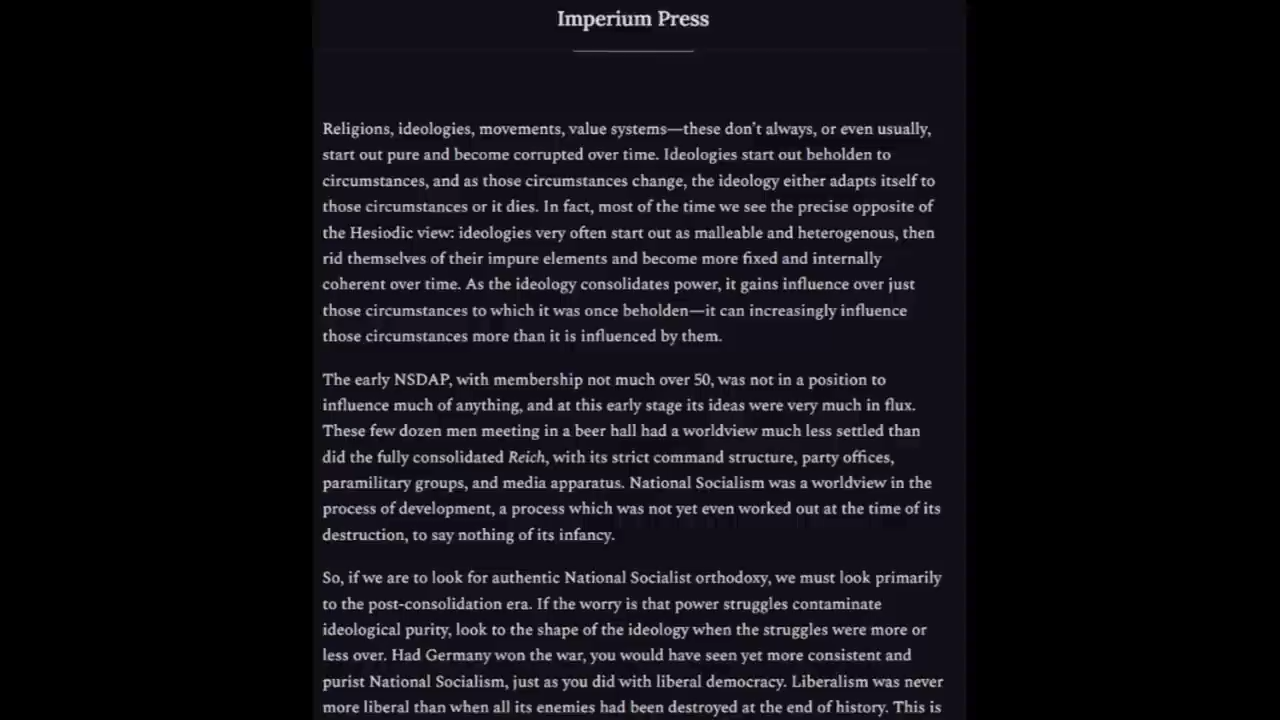 Imperium Press
Religions, ideologies, movements, value systems—these don't always, or even usually,
start out pure and become corrupted over time. Ideologies start out beholden to
circumstances, and as those circumstances change, the ideology either adapts itself to
those circumstances or it dies. In fact, most of the time we see the precise opposite of
the Hesiodic view: ideologies very often start out as malleable and heterogenous, then
rid themselves of their impure elements and become more fixed and internally
coherent over time. As the ideology consolidates power, it gains influence over just
those circumstances to which it was once beholden—it can increasingly influence
those circumstances more than it is influenced by them.
The early NSDAP, with membership not much over 50, was not in a position to
influence much of anything, and at this early stage its ideas were very much in flux.
These few dozen men meeting in a beer hall had a worldview much less settled than
did the fully consolidated Reich, with its strict command structure, party offices,
paramilitary groups, and media apparatus. National Socialism was a worldview in the
process of development, a process which was not yet even worked out at the time of its
destruction, to say nothing of its infancy.
So, if we are to look for authentic National Socialist orthodoxy, we must look primarily
to the post-consolidation era. If the worry is that power struggles contaminate
ideological purity, look to the shape of the ideology when the struggles were more or
less over. Had Germany won the war, you would have seen yet more consistent and
purist National Socialism, just as you did with liberal democracy. Liberalism was never
more liberal than when all its enemies had been destroyed at the end of history. This is